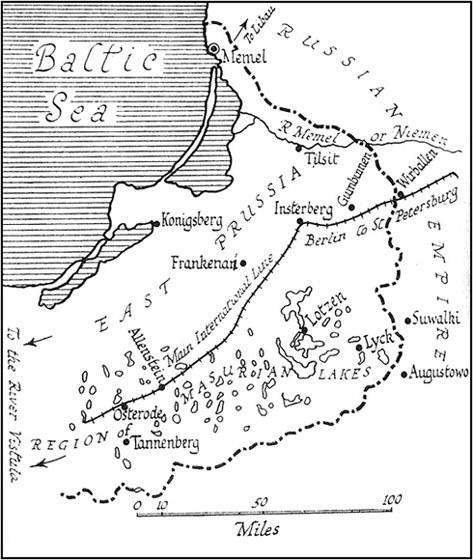 To Libau
RUSSIAN
EMPIRE
Baltic
Sea
Memel
R Memel or Niemen
Tilsit
Gumbunnen
Wirballen
Konigsberg
Insterberg
Berlin to St. Petersburg
EAST PRUSSIA
Frankenau
Main International Line
Lotzen
Suwalki
Lyck
Augustowo
To the River Vistula
Allenstein
MASURIAN LAKES
Osterode
REGION of
Tannenberg
0 10 50 100
Miles